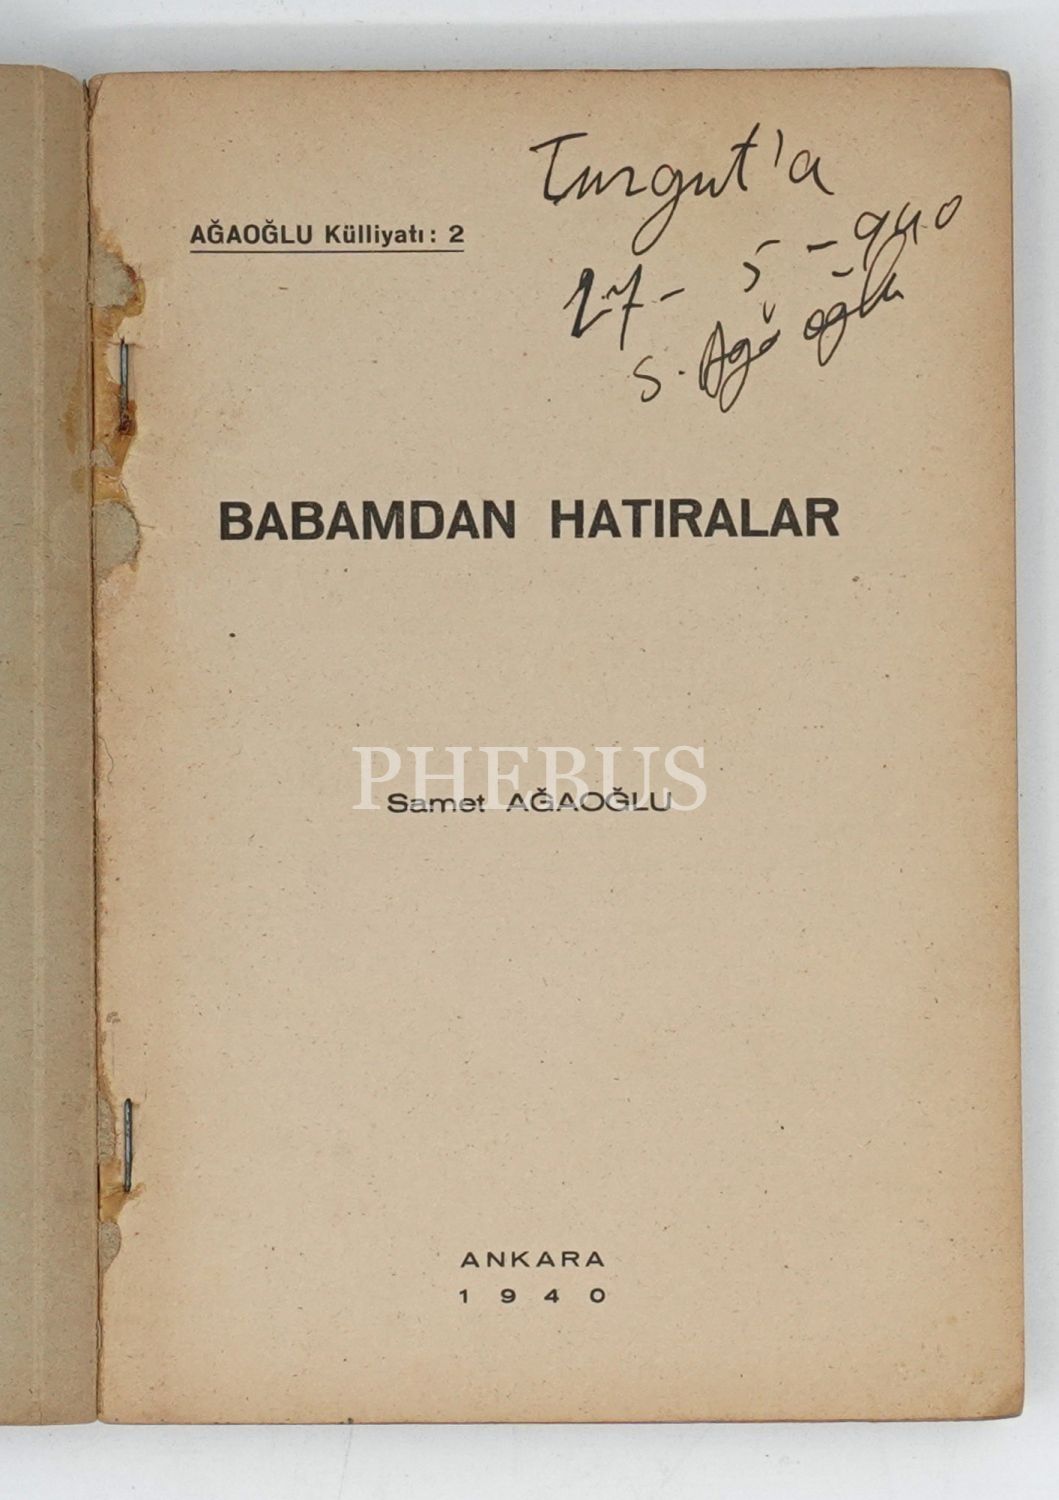 Turgut'a
27 - 5 - 940
S. Ağaoğlu
AĞAOĞLU Külliyatı: 2
BABAMDAN HATIRALAR
PHEBUS
Samet AĞAOĞLU
ANKARA
1940